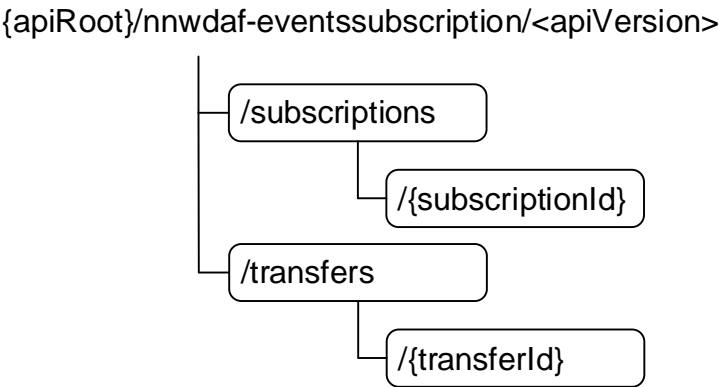 {apiRoot}/nnwdaf-eventssubscription/<apiVersion>
/subscriptions
/{subscriptionId}
/transfers
/{transferId}